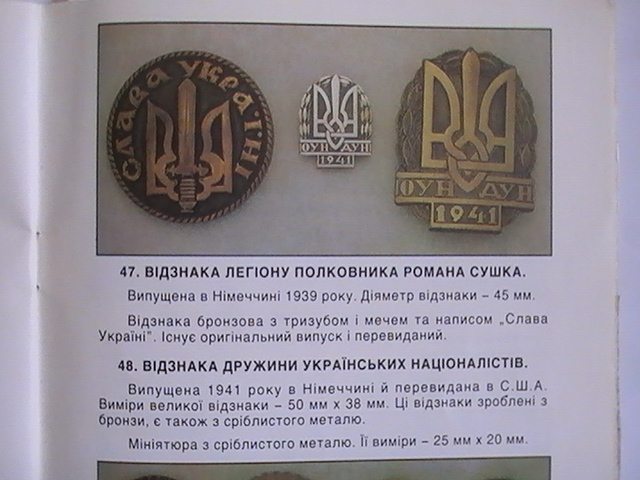 СЛАВА УКРАЇНІ
ОУН ДУН
1941
ОУН ДУН
1941
47. ВІДЗНАКА ЛЕГІОНУ ПОЛКОВНИКА РОМАНА СУШКА.
Випущена в Німеччині 1939 року. Діяметр відзнаки – 45 мм.
Відзнака бронзова з тризубом і мечем та написом „Слава
Україні". Існує оригінальний випуск і перевиданий.
48. ВІДЗНАКА ДРУЖИНИ УКРАЇНСЬКИХ НАЦІОНАЛІСТІВ.
Випущена 1941 року в Німеччині й перевидана в С.Ш.А.
Виміри великої відзнаки – 50 мм х 38 мм. Ці відзнаки зроблені з
бронзи, є також з сріблистого металю.
Мініятюра з сріблистого металю. Її виміри – 25 мм х 20 мм.